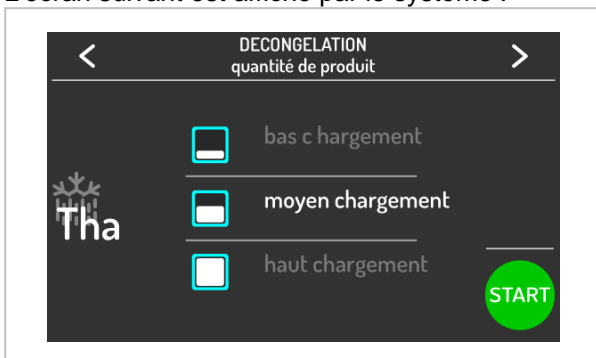 L'écran suivant est affiché par le système :
DECONGELATION
quantité de produit
bas c hargement
moyen chargement
Tha
haut chargement
START